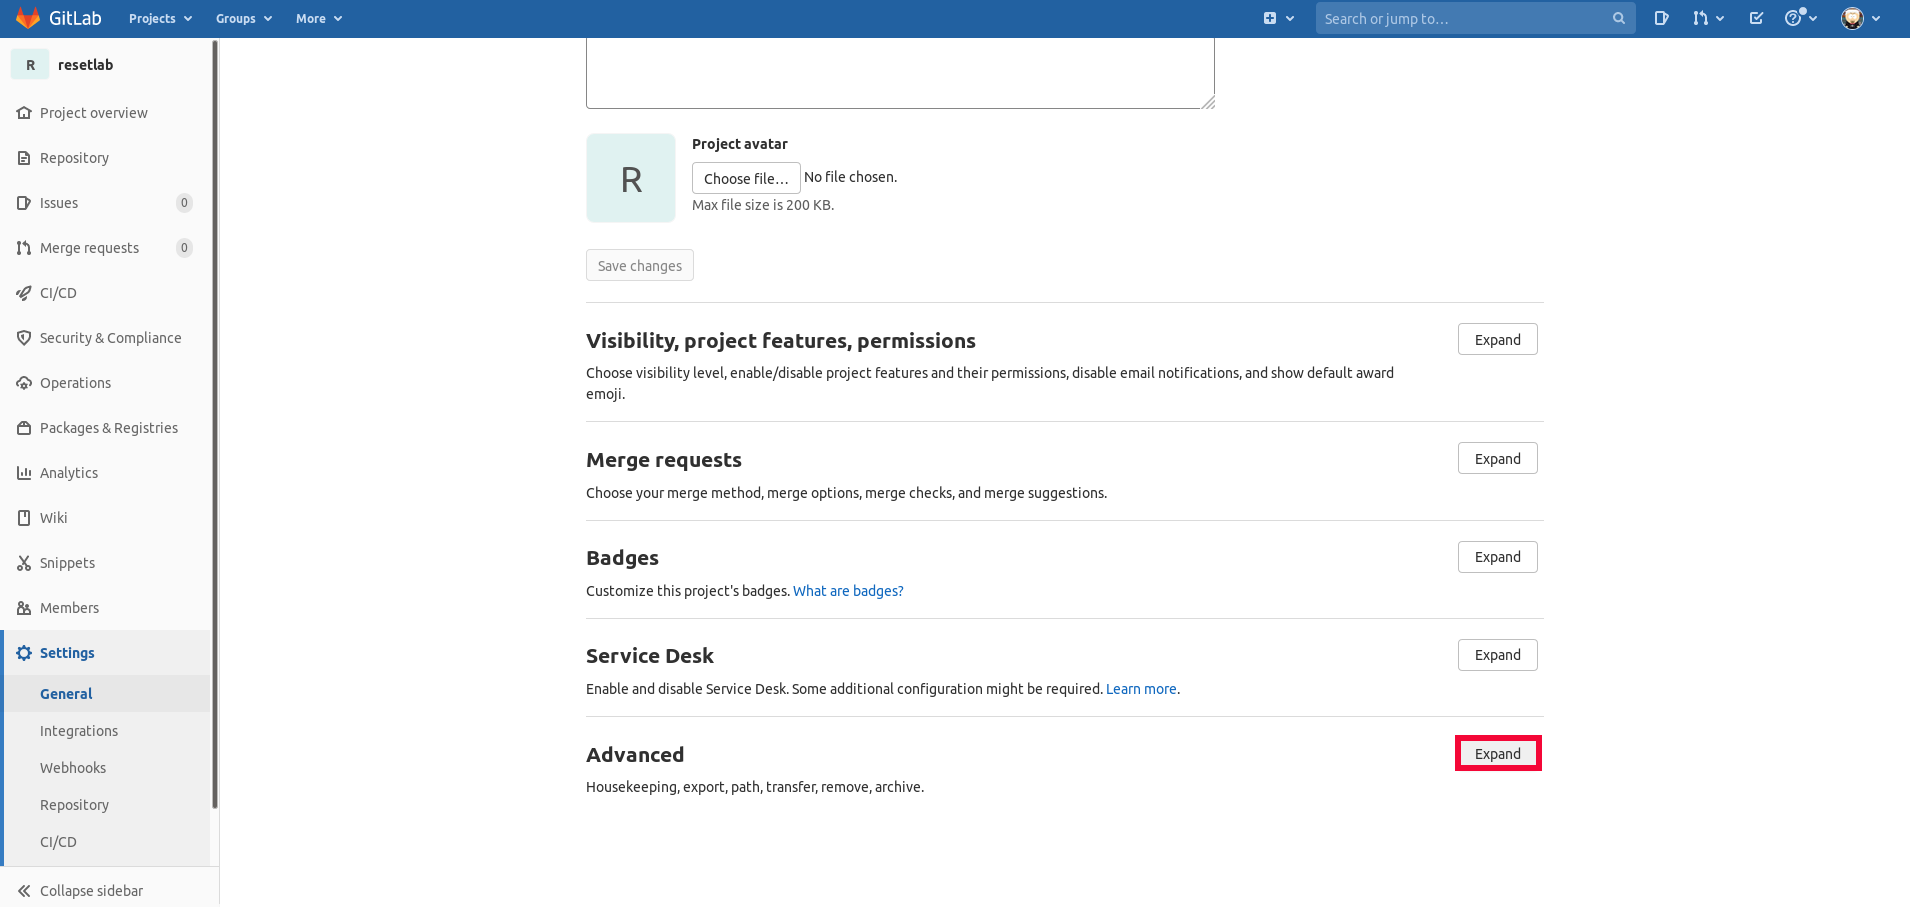 GitLab Projects Groups More Search or jump to…
R resetlab
Project overview
Repository
Issues 0
Merge requests 0
CI/CD
Security & Compliance
Operations
Packages & Registries
Analytics
Wiki
Snippets
Members
Settings
General
Integrations
Webhooks
Repository
CI/CD
Collapse sidebar
R
Project avatar
Choose file… No file chosen.
Max file size is 200 KB.
Save changes
Visibility, project features, permissions Expand
Choose visibility level, enable/disable project features and their permissions, disable email notifications, and show default award
emoji.
Merge requests Expand
Choose your merge method, merge options, merge checks, and merge suggestions.
Badges Expand
Customize this project's badges. What are badges?
Service Desk Expand
Enable and disable Service Desk. Some additional configuration might be required. Learn more.
Advanced Expand
Housekeeping, export, path, transfer, remove, archive.